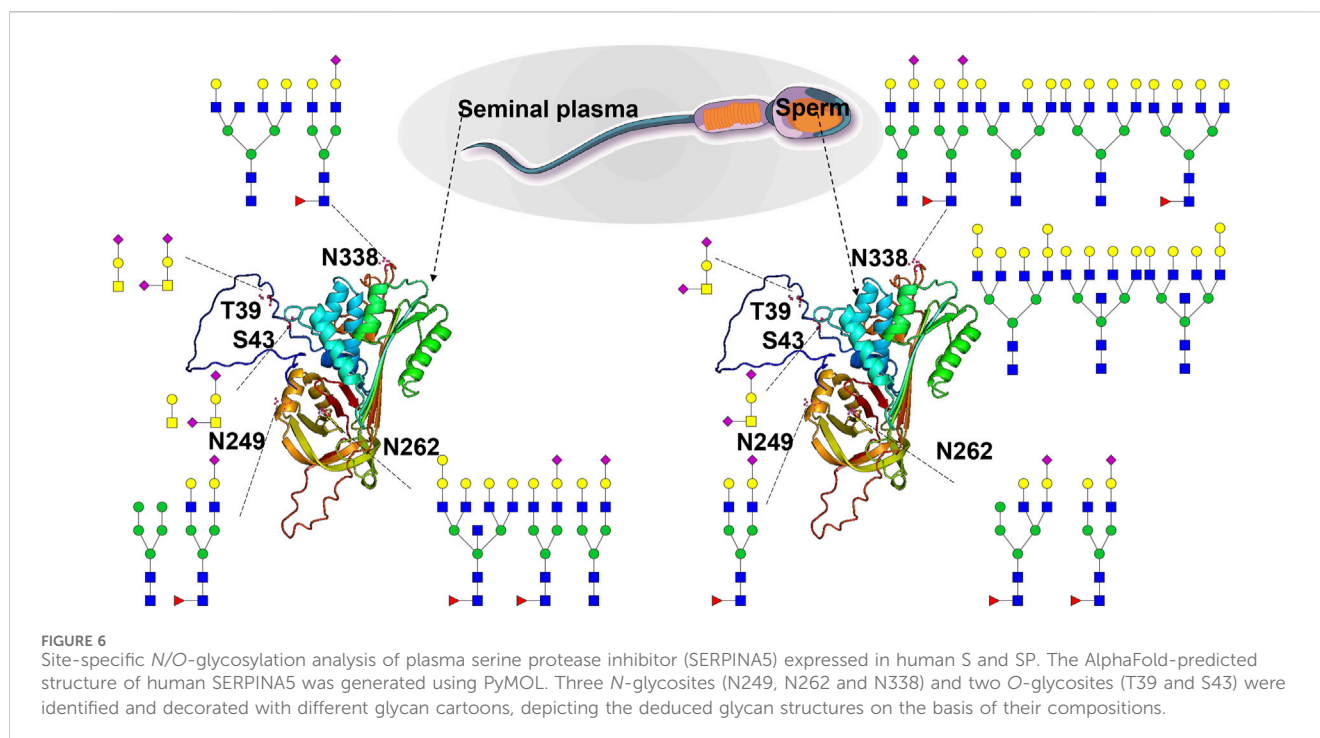 Seminal plasma
Sperm
N338
T39
S43
N249
N262
N338
T39
S43
N249
N262
FIGURE 6
Site-specific N/O-glycosylation analysis of plasma serine protease inhibitor (SERPINA5) expressed in human S and SP. The AlphaFold-predicted
structure of human SERPINA5 was generated using PyMOL. Three N-glycosites (N249, N262 and N338) and two O-glycosites (T39 and S43) were
identified and decorated with different glycan cartoons, depicting the deduced glycan structures on the basis of their compositions.